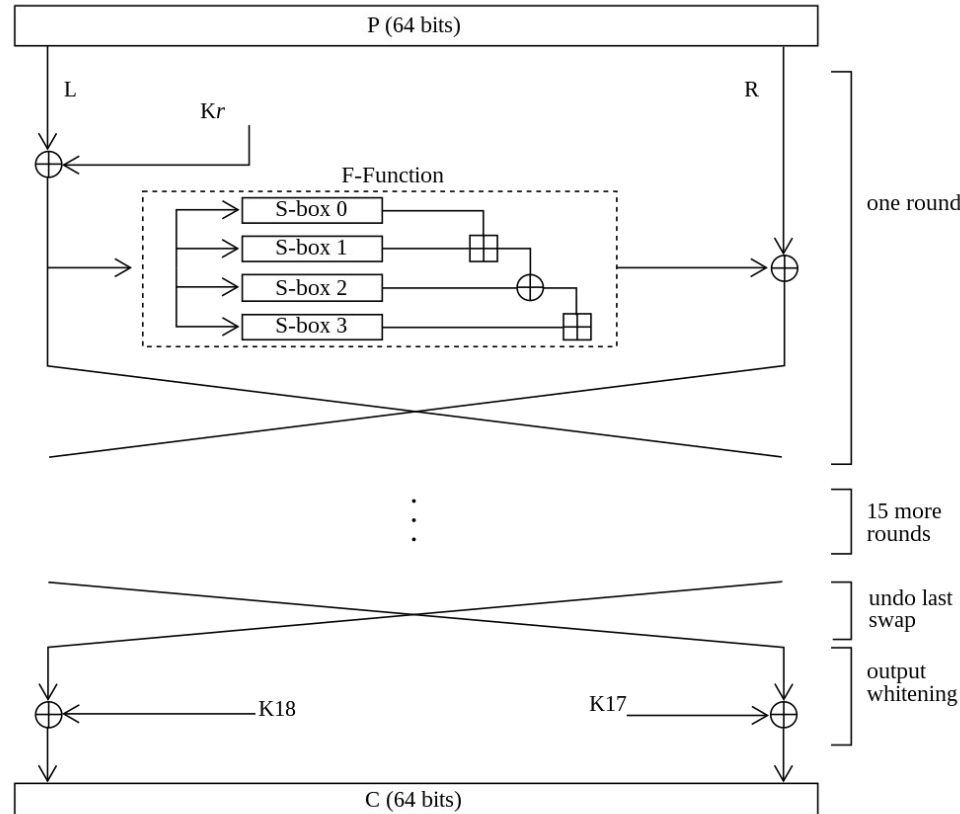 P (64 bits)
L
R
Kr
F-Function
S-box 0
S-box 1
S-box 2
S-box 3
one round
15 more
rounds
undo last
swap
output
whitening
K18
K17
C (64 bits)